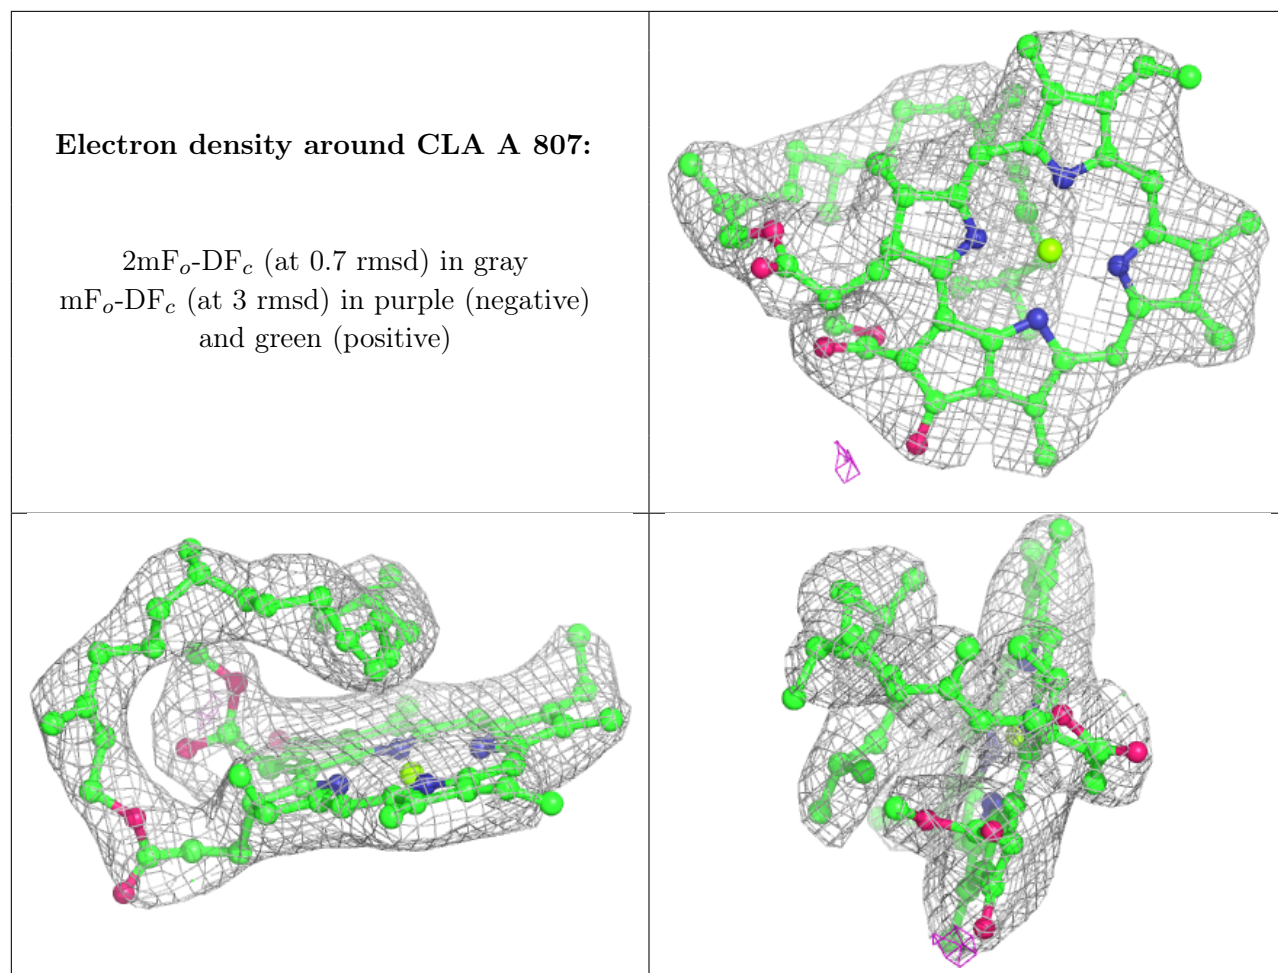 Electron density around CLA A 807:
2mFo-DFc (at 0.7 rmsd) in gray
mFo-DFc (at 3 rmsd) in purple (negative)
and green (positive)